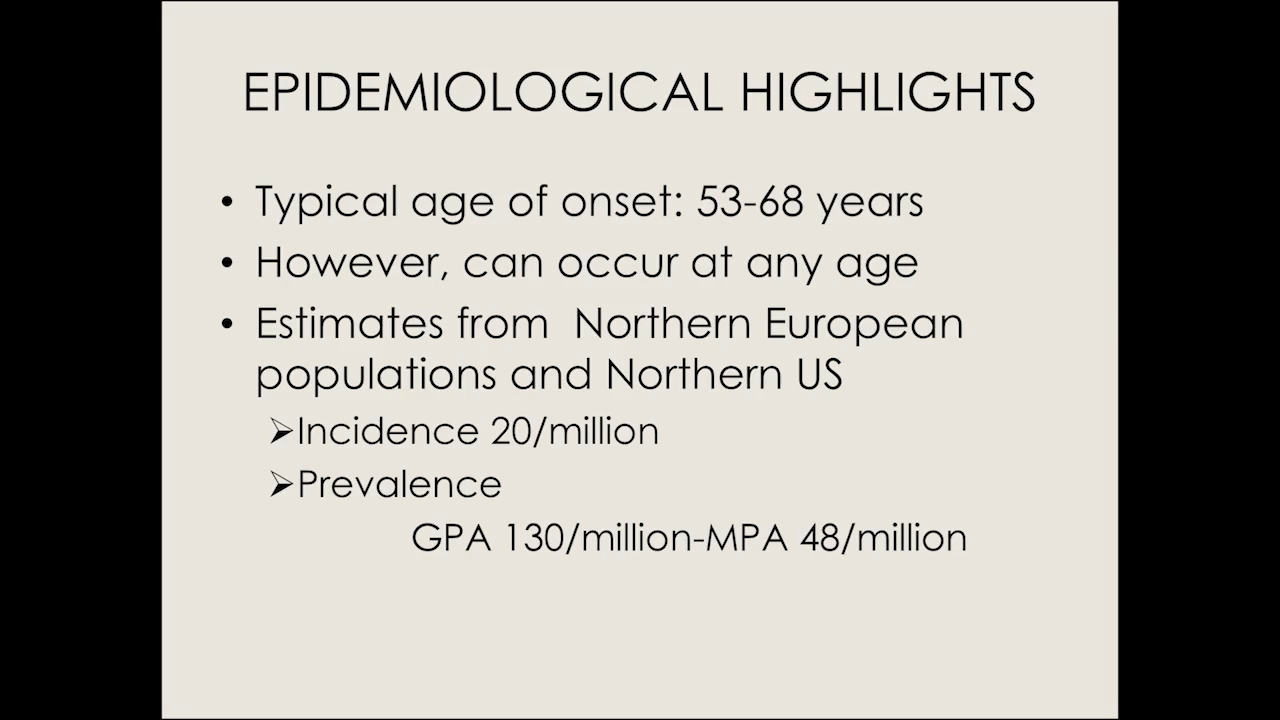 EPIDEMIOLOGICAL HIGHLIGHTS
• Typical age of onset: 53-68 years
• However, can occur at any age
• Estimates from  Northern European
populations and Northern US
➢Incidence 20/million
➢Prevalence
GPA 130/million-MPA 48/million